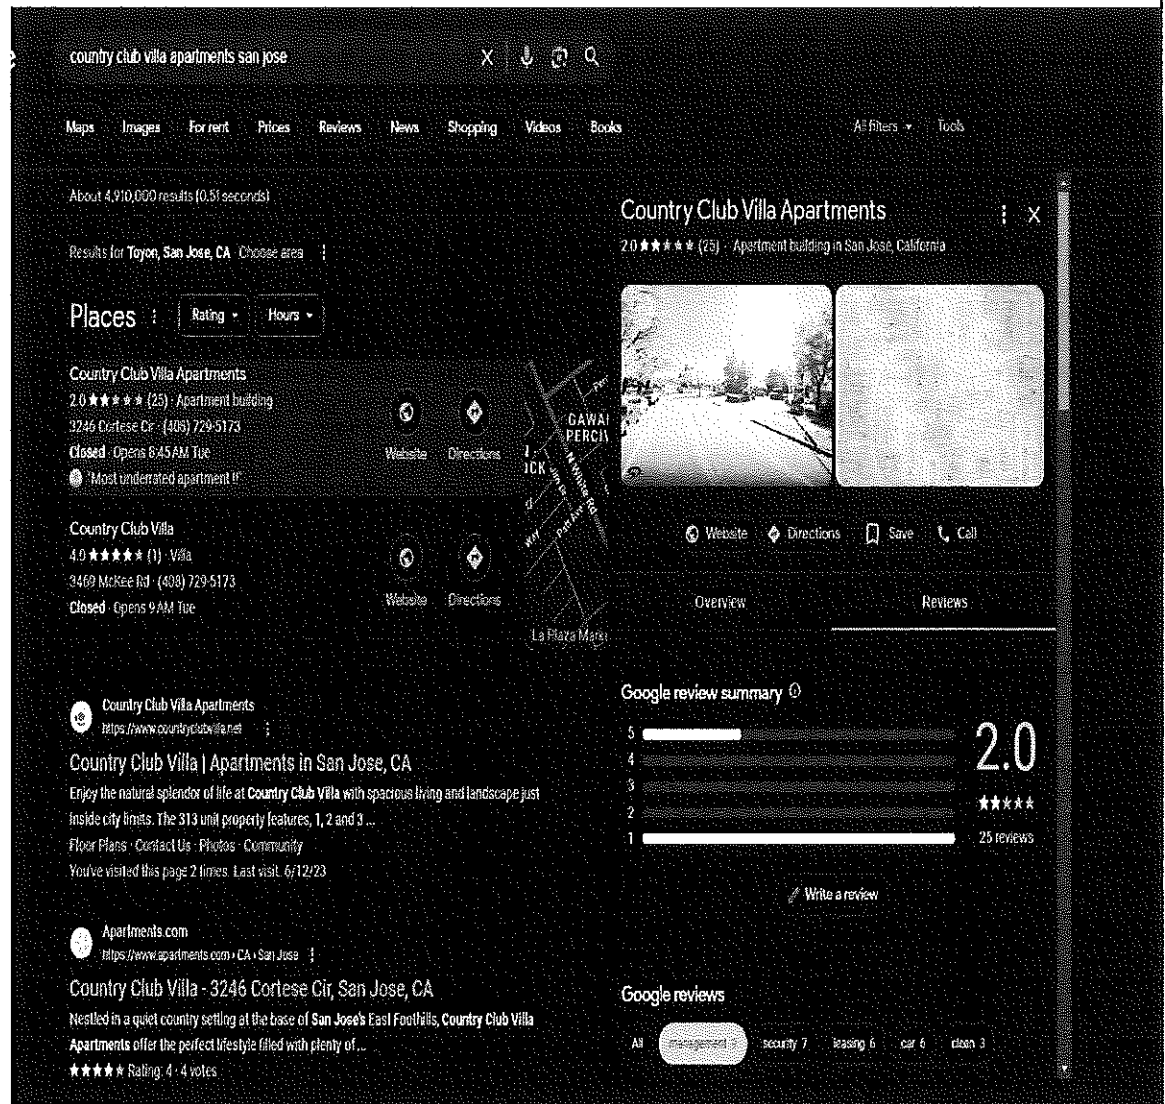 country club villa apartments san jose
Maps Images For rent Prices Reviews News Shopping Videos Books
All filters Tools
About 4,910,000 results (0.51 seconds)
Results for Toyon, San Jose, CA · Choose area
Places Rating Hours
Country Club Villa Apartments
2.0 ★★★★★ (25) · Apartment building
3246 Cortese Cir · (408) 729-5173
Closed · Opens 8:45 AM Tue
"Most underrated apartment !!"
Website Directions
Country Club Villa
4.0 ★★★★★ (1) · Villa
3469 McKee Rd · (408) 729-5173
Closed · Opens 9 AM Tue
Website Directions
GAWAI
PERCIV
N White Rd
La Plaza Marke
Country Club Villa Apartments
https://www.countryclubvilla.net
Country Club Villa | Apartments in San Jose, CA
Enjoy the natural splendor of life at Country Club Villa with spacious living and landscape just
inside city limits. The 313 unit property features, 1, 2 and 3 ...
Floor Plans · Contact Us · Photos · Community
You've visited this page 2 times. Last visit: 6/12/23
Apartments.com
https://www.apartments.com › CA › San Jose
Country Club Villa - 3246 Cortese Cir, San Jose, CA
Nestled in a quiet country setting at the base of San Jose's East Foothills, Country Club Villa
Apartments offer the perfect lifestyle filled with plenty of ...
★★★★★ Rating: 4 · 4 votes
Country Club Villa Apartments
2.0 ★★★★★ (25) · Apartment building in San Jose, California
Website Directions Save Call
Overview Reviews
Google review summary
5
4
3
2
1
2.0
★★★★★
25 reviews
Write a review
Google reviews
All management security 7 leasing 6 car 6 clean 3